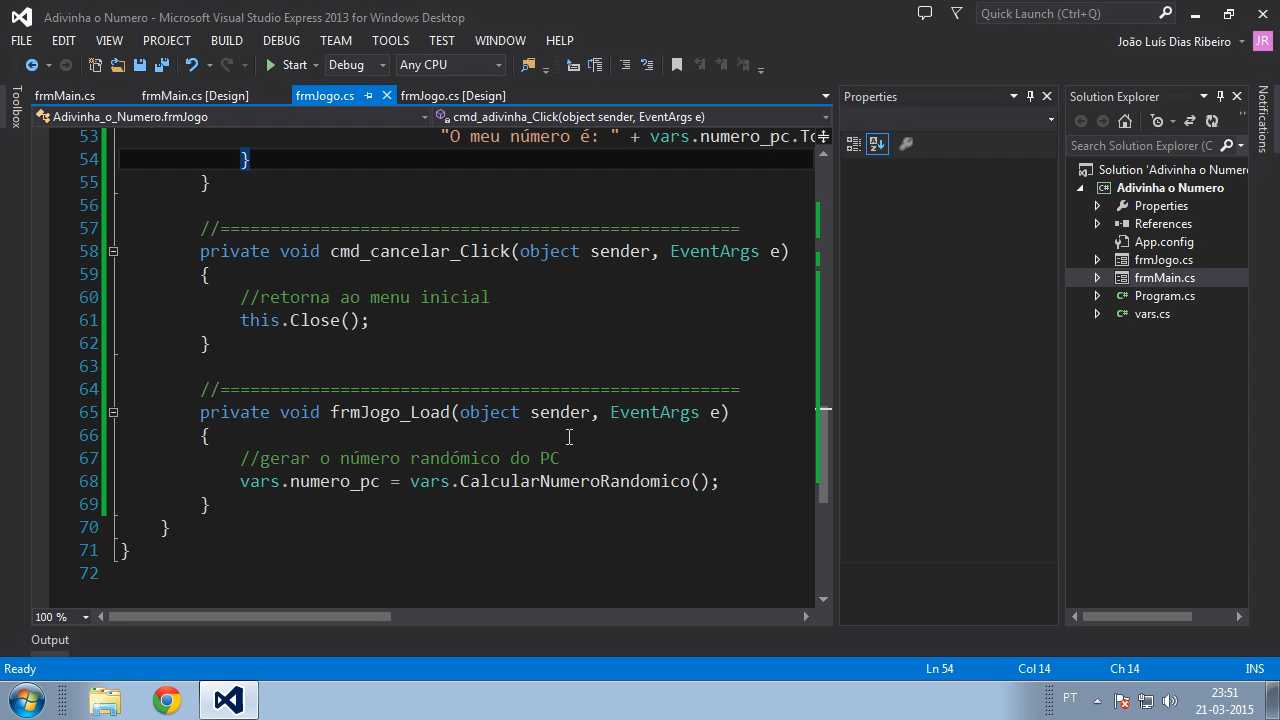 Adivinha o Numero - Microsoft Visual Studio Express 2013 for Windows Desktop
Quick Launch (Ctrl+Q)
FILE EDIT VIEW PROJECT BUILD DEBUG TEAM TOOLS TEST WINDOW HELP
João Luís Dias Ribeiro JR
Start Debug Any CPU
Toolbox
frmMain.cs frmMain.cs [Design] frmJogo.cs frmJogo.cs [Design]
Adivinha_o_Numero.frmJogo cmd_adivinha_Click(object sender, EventArgs e)
53 "O meu número é: " + vars.numero_pc.To
54 }
55 }
56
57 //====================================================
58 private void cmd_cancelar_Click(object sender, EventArgs e)
59 {
60 //retorna ao menu inicial
61 this.Close();
62 }
63
64 //====================================================
65 private void frmJogo_Load(object sender, EventArgs e)
66 {
67 //gerar o número randómico do PC
68 vars.numero_pc = vars.CalcularNumeroRandomico();
69 }
70 }
71 }
72
100 %
Output
Properties
Solution Explorer
Search Solution Explorer (C
Solution 'Adivinha o Numero
C# Adivinha o Numero
Properties
References
App.config
frmJogo.cs
frmMain.cs
C# Program.cs
C# vars.cs
Notifications
Ready Ln 54 Col 14 Ch 14 INS
PT 23:51
21-03-2015